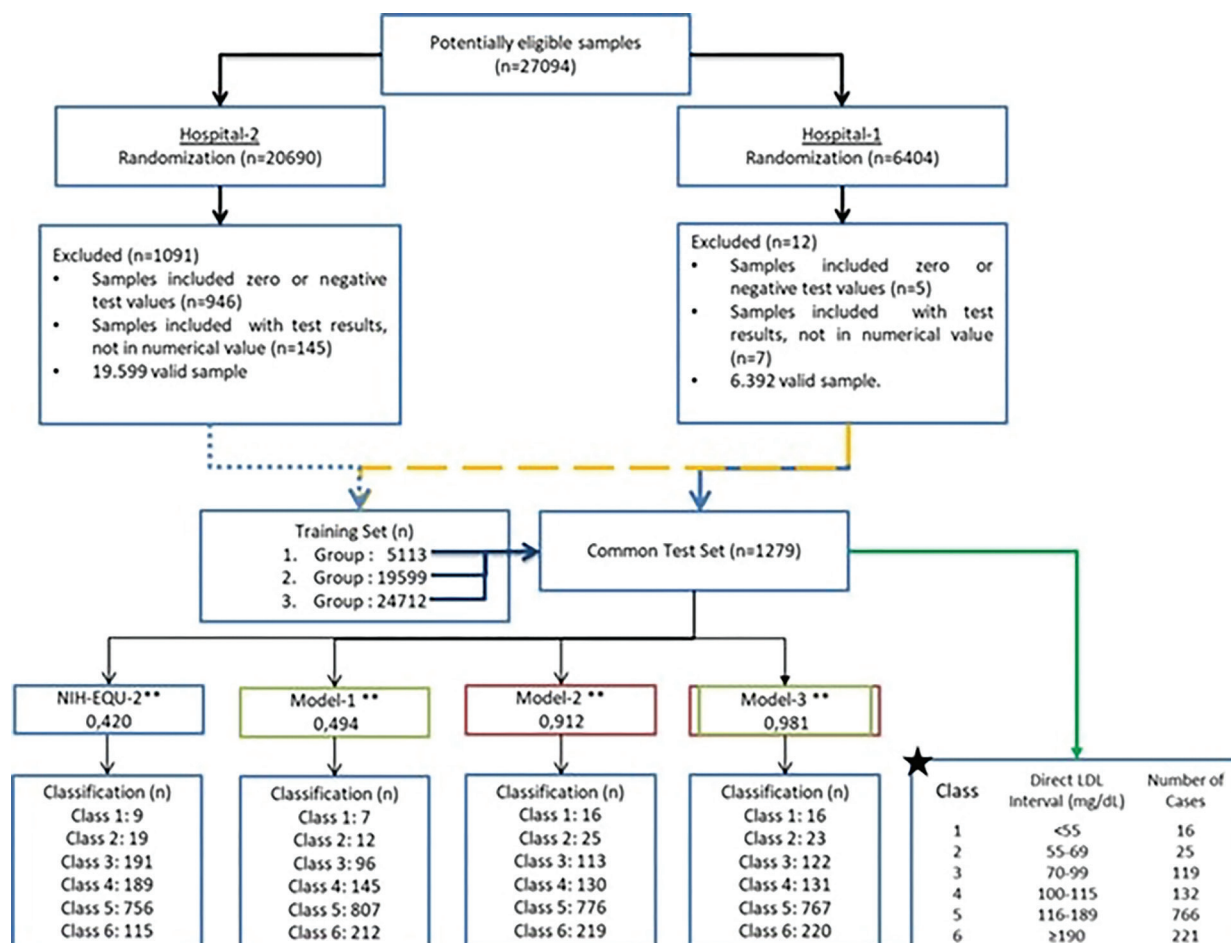 Potentially eligible samples
(n=27094)
Hospital-2
Randomization (n=20690)
Hospital-1
Randomization (n=6404)
Excluded (n=1091)
• Samples included zero or negative
test values (n=946)
• Samples included with test results,
not in numerical value (n=145)
• 19.599 valid sample
Excluded (n=12)
• Samples included zero or
negative test values (n=5)
• Samples included with test
results, not in numerical value
(n=7)
• 6.392 valid sample.
Training Set (n)
1. Group : 5113
2. Group : 19599
3. Group : 24712
Common Test Set (n=1279)
NIH-EQU-2**
0,420
Model-1 **
0,494
Model-2 **
0,912
Model-3 **
0,981
Classification (n)
Class 1: 9
Class 2: 19
Class 3: 191
Class 4: 189
Class 5: 756
Class 6: 115
Classification (n)
Class 1: 7
Class 2: 12
Class 3: 96
Class 4: 145
Class 5: 807
Class 6: 212
Classification (n)
Class 1: 16
Class 2: 25
Class 3: 113
Class 4: 130
Class 5: 776
Class 6: 219
Classification (n)
Class 1: 16
Class 2: 23
Class 3: 122
Class 4: 131
Class 5: 767
Class 6: 220
Class Direct LDL Interval (mg/dL) Number of Cases
1 <55 16
2 55-69 25
3 70-99 119
4 100-115 132
5 116-189 766
6 ≥190 221